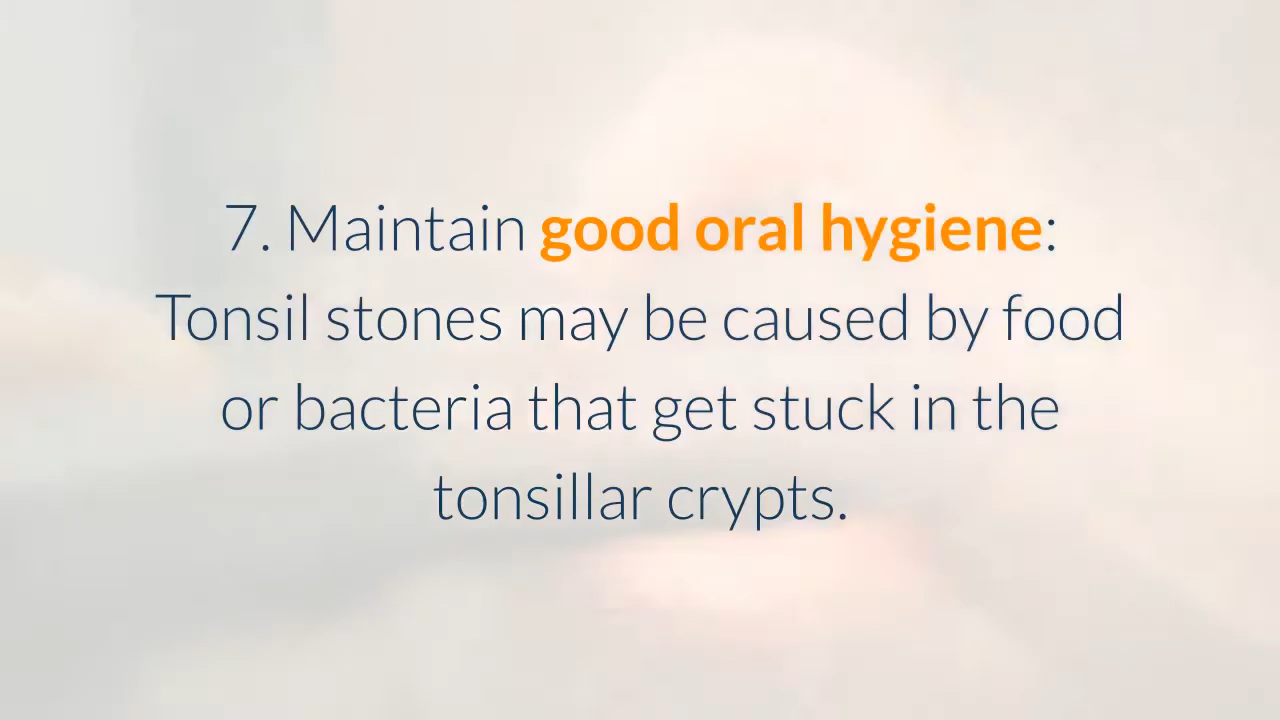 7. Maintain good oral hygiene:
Tonsil stones may be caused by food
or bacteria that get stuck in the
tonsillar crypts.